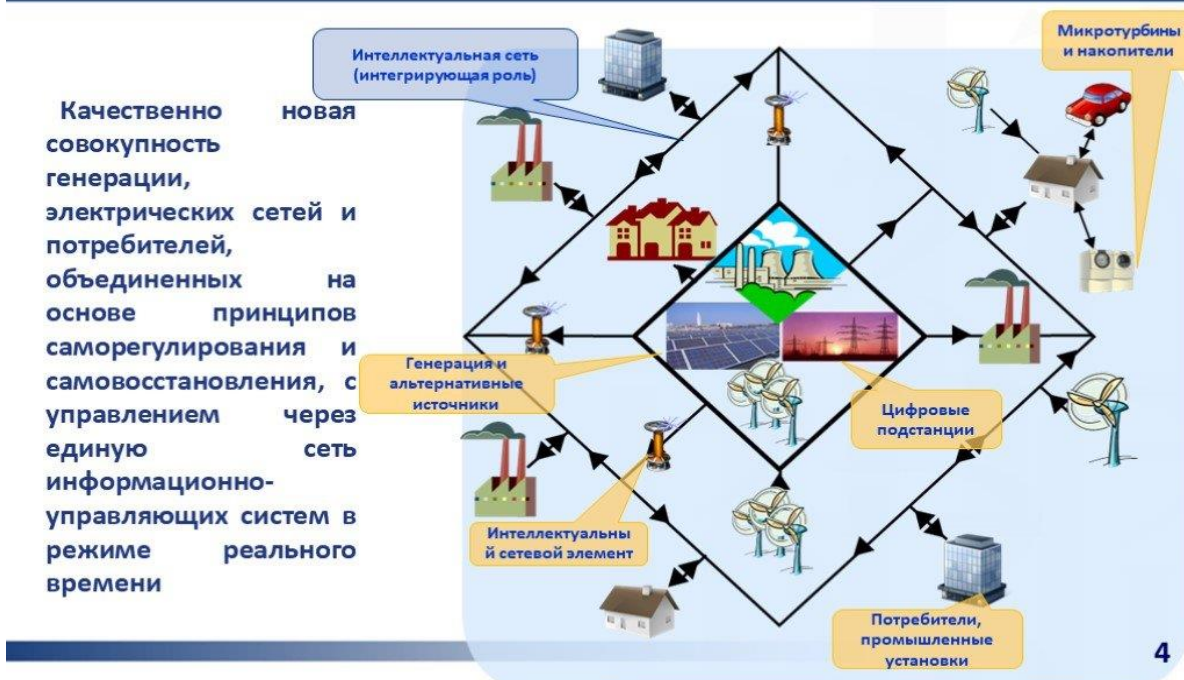 Качественно новая
совокупность
генерации,
электрических сетей и
потребителей,
объединенных на
основе принципов
саморегулирования и
самовосстановления, с
управлением через
единую сеть
информационно-
управляющих систем в
режиме реального
времени
Интеллектуальная сеть
(интегрирующая роль)
Микротурбины
и накопители
Генерация и
альтернативные
источники
Цифровые
подстанции
Интеллектуальны
й сетевой элемент
Потребители,
промышленные
установки
4